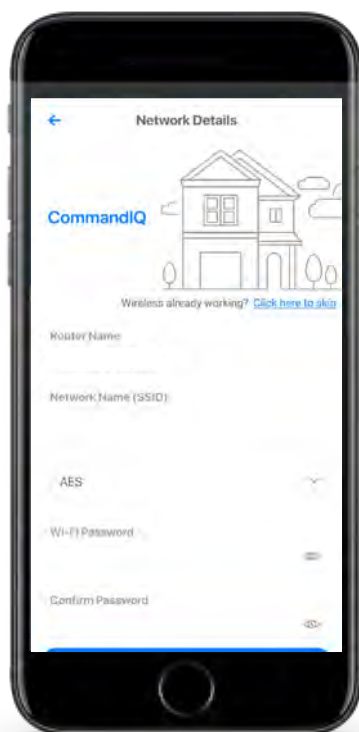 Network Details
CommandIQ
Wireless already working? Click here to skip
Router Name
Network Name (SSID)
AES
Wi-Fi Password
Confirm Password